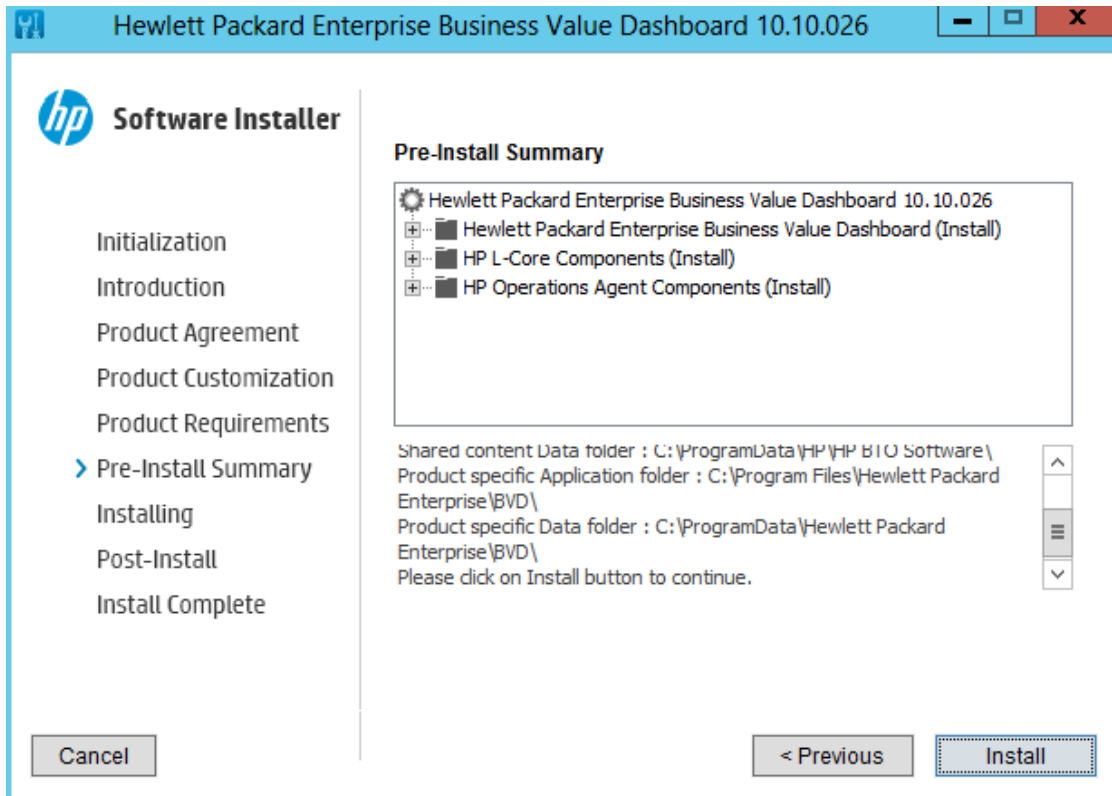 Hewlett Packard Enterprise Business Value Dashboard 10.10.026
hp
Software Installer
Initialization
Introduction
Product Agreement
Product Customization
Product Requirements
Pre-Install Summary
Installing
Post-Install
Install Complete
Pre-Install Summary
Hewlett Packard Enterprise Business Value Dashboard 10.10.026
Hewlett Packard Enterprise Business Value Dashboard (Install)
HP L-Core Components (Install)
HP Operations Agent Components (Install)
Shared content Data folder : C:\ProgramData\HP\HP BTO Software\
Product specific Application folder : C:\Program Files\Hewlett Packard
Enterprise\BVD\
Product specific Data folder : C:\ProgramData\Hewlett Packard
Enterprise\BVD\
Please click on Install button to continue.
Cancel
< Previous
Install